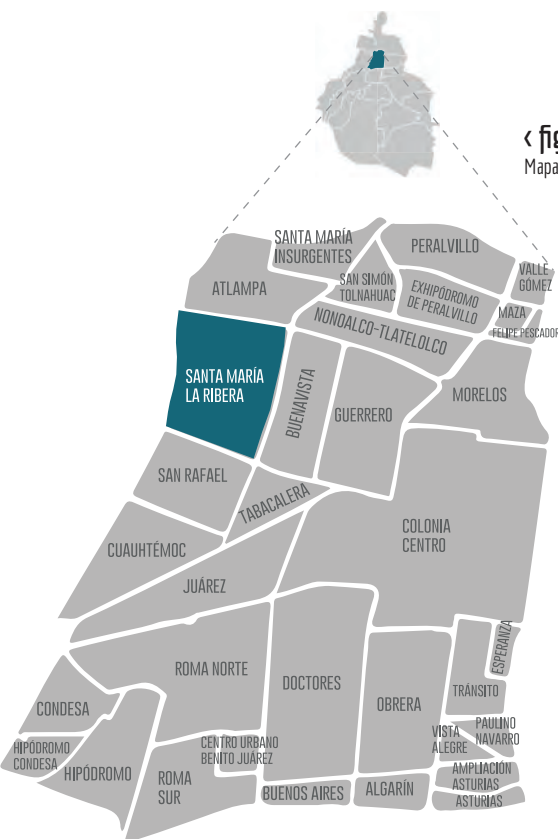 ‹ fig
Mapa
SANTA MARÍA
INSURGENTES
PERALVILLO
VALLE
GÓMEZ
ATLAMPA
SAN SIMÓN
TOLNAHUAC
EXHIPÓDROMO
DE PERALVILLO
MAZA
FELIPE PESCADOR
NONOALCO-TLATELOLCO
SANTA MARÍA
LA RIBERA
BUENAVISTA
GUERRERO
MORELOS
SAN RAFAEL
TABACALERA
COLONIA
CENTRO
CUAUHTÉMOC
JUÁREZ
ESPERANZA
ROMA NORTE
DOCTORES
OBRERA
TRÁNSITO
CONDESA
VISTA
ALEGRE
PAULINO
NAVARRO
HIPÓDROMO
CONDESA
HIPÓDROMO
CENTRO URBANO
BENITO JUÁREZ
ROMA
SUR
BUENOS AIRES
ALGARÍN
AMPLIACIÓN
ASTURIAS
ASTURIAS